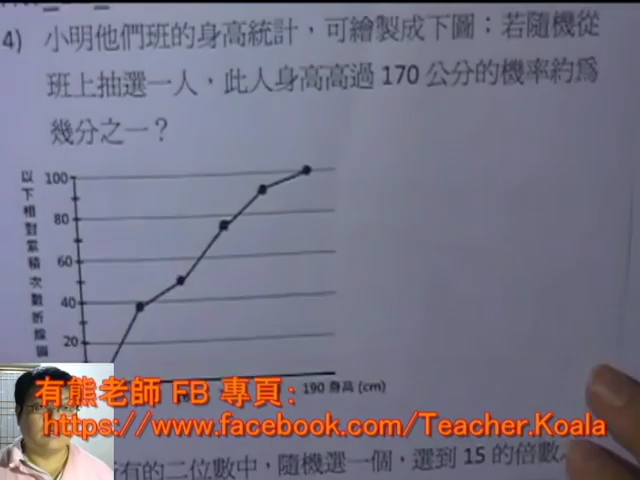 4) 小明他們班的身高統計，可繪製成下圖：若隨機從
班上抽選一人，此人身高高過 170 公分的機率約為
幾分之一？
以下相對累積次數折線圖
100
80
60
40
20
190 身高 (cm)
有熊老師 FB 專頁：
https://www.facebook.com/Teacher.Koala
有的二位數中，隨機選一個，選到 15 的倍數